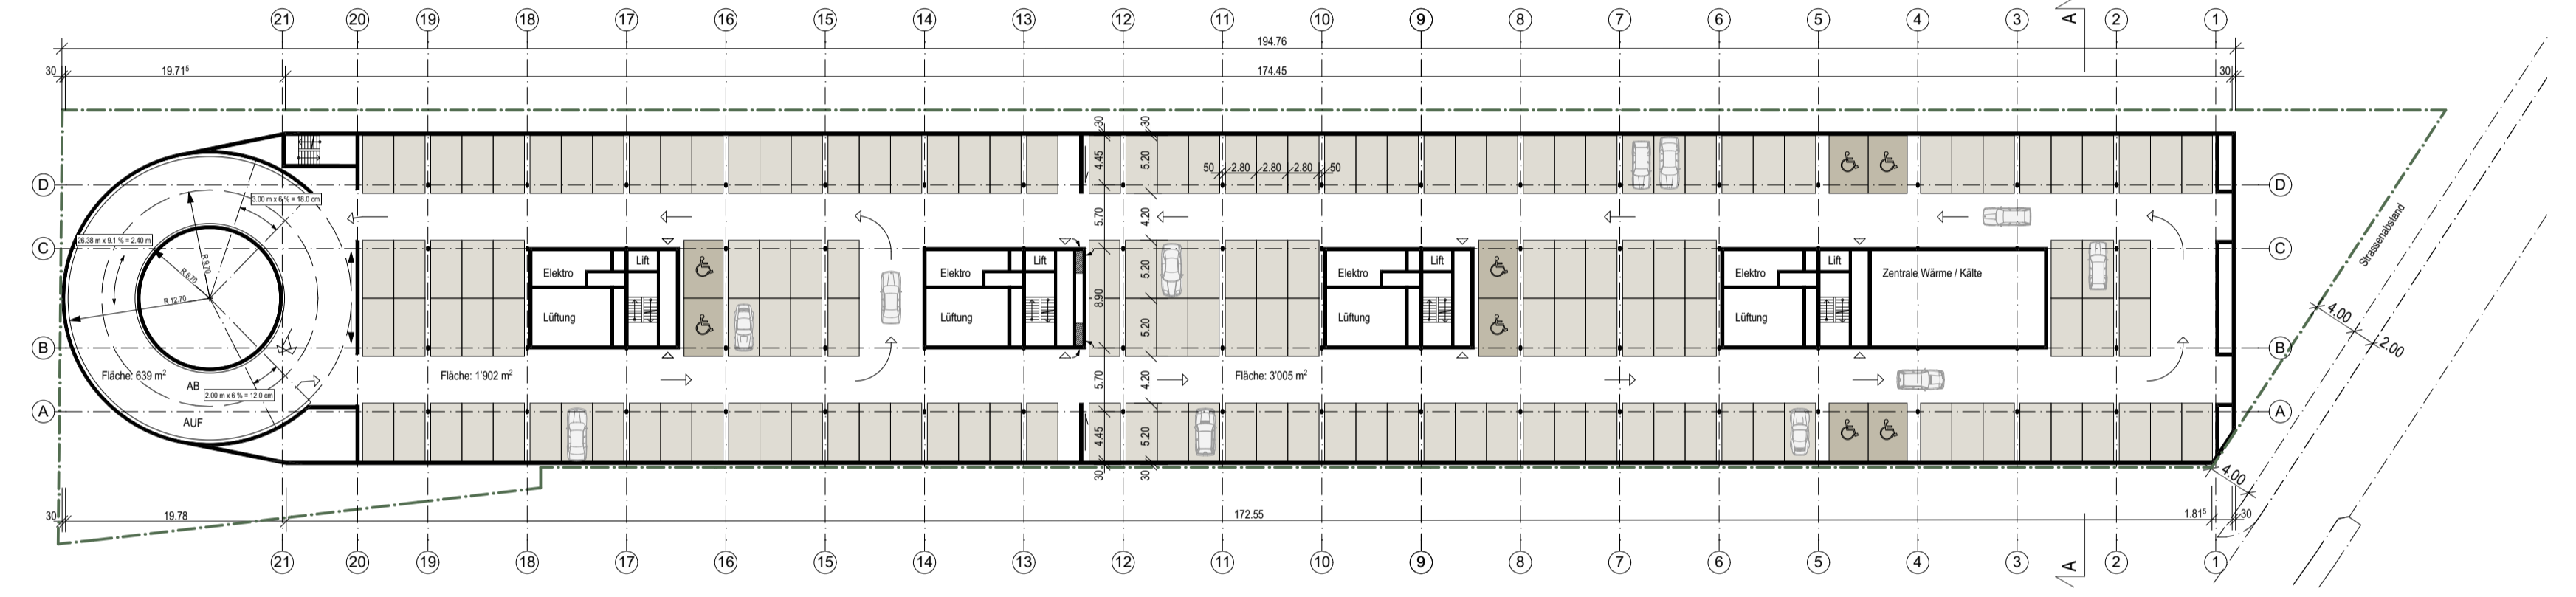 21 20 19 18 17 16 15 14 13 12 11 10 9 8 7 6 5 4 3 A 2 1
194.76
30 19.71⁵ 174.45 30
30 30
4.45 5.20 50 2.80 2.80 2.80 50
D D
3.00 m x 6 % = 18.0 cm
5.70 4.20
Strassenabstand
26.38 m x 9.1 % = 2.40 m
C C
R 9.70
R 6.70
R 12.70
Elektro Lift Elektro Lift Elektro Lift Elektro Lift Zentrale Wärme / Kälte
5.20
8.90
5.20
Lüftung Lüftung Lüftung Lüftung
4.00
2.00
B B
Fläche: 639 m² Fläche: 1'902 m² Fläche: 3'005 m²
AB
5.70 4.20
2.00 m x 6 % = 12.0 cm
A A
AUF
4.45 5.20
30 30
4.00
30 19.78 172.55 1.81⁵ 30
21 20 19 18 17 16 15 14 13 12 11 10 9 8 7 6 5 4 3 A 2 1